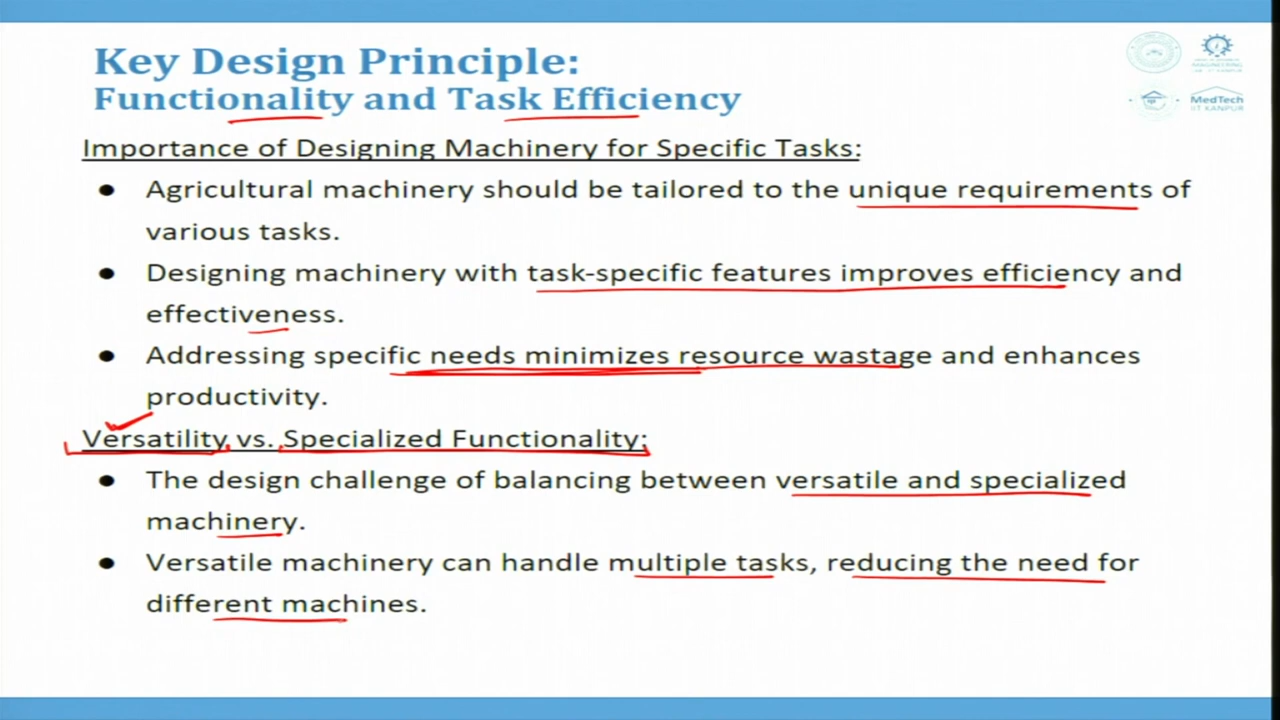 Key Design Principle:
Functionality and Task Efficiency
MedTech
IIT KANPUR
Importance of Designing Machinery for Specific Tasks:
● Agricultural machinery should be tailored to the unique requirements of
various tasks.
● Designing machinery with task-specific features improves efficiency and
effectiveness.
● Addressing specific needs minimizes resource wastage and enhances
productivity.
Versatility vs. Specialized Functionality:
● The design challenge of balancing between versatile and specialized
machinery.
● Versatile machinery can handle multiple tasks, reducing the need for
different machines.